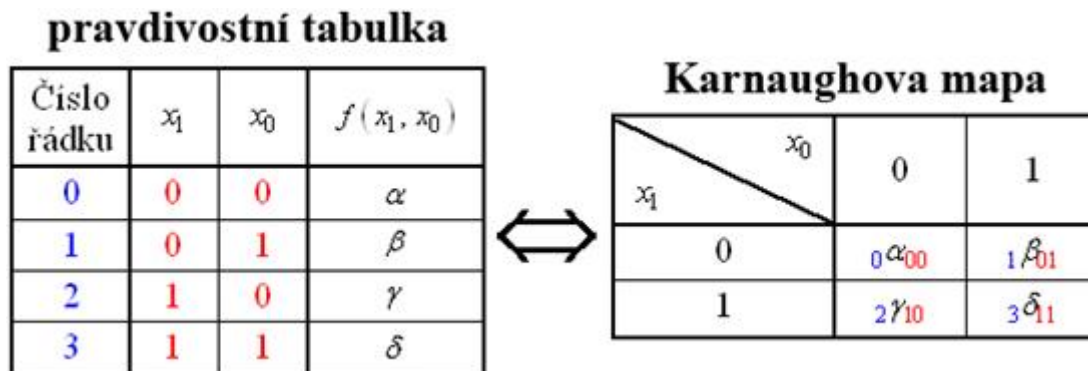 pravdivostní tabulka
Číslo řádku x₁ x₀ f(x₁, x₀)
0 0 0 α
1 0 1 β
2 1 0 γ
3 1 1 δ
Karnaughova mapa
x₀ 0 1
x₁
0 ₀α₀₀ ₁β₀₁
1 ₂γ₁₀ ₃δ₁₁